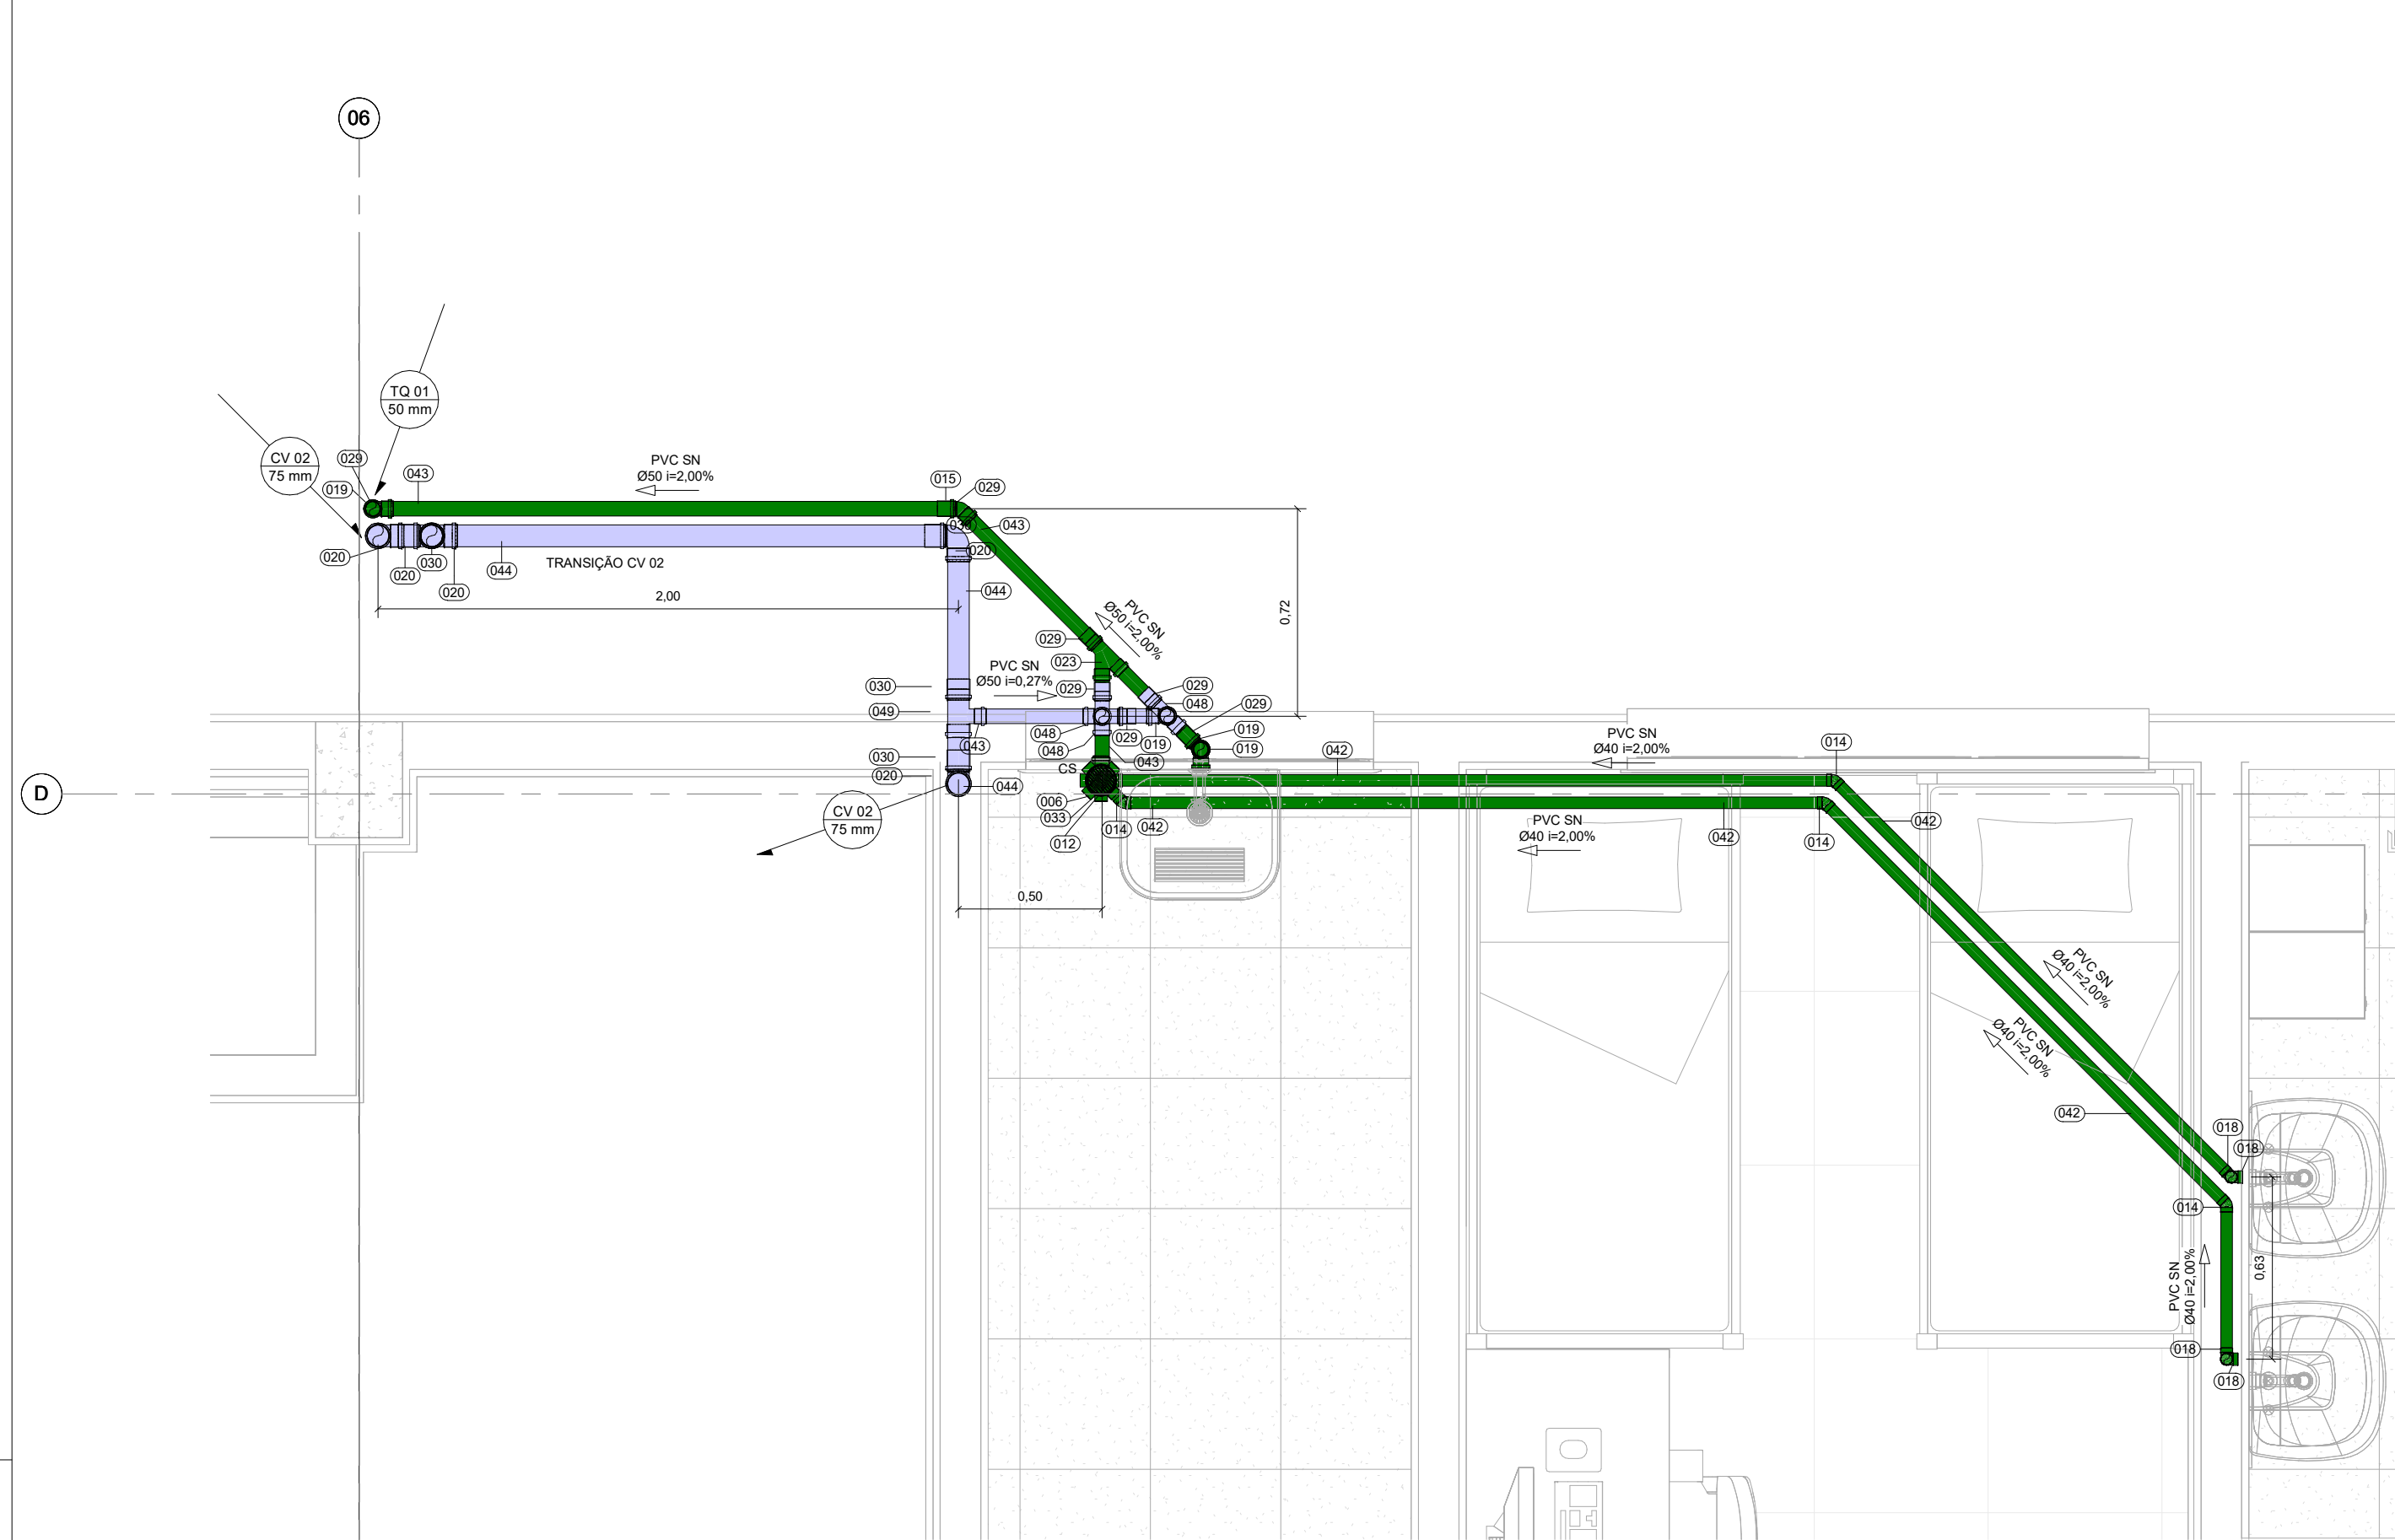 06
TQ 01
50 mm
CV 02
75 mm
029
019
043
PVC SN
Ø50 i=2,00%
015
029
030
043
020
020
020
030
020
044
TRANSIÇÃO CV 02
044
2,00
0,72
PVC SN
Ø50 i=2,00%
029
023
PVC SN
Ø50 i=0,27%
030
029
029
048
029
049
043
048
048
029
019
019
019
043
030
020
CS
044
006
033
012
014
042
042
PVC SN
Ø40 i=2,00%
014
D
CV 02
75 mm
PVC SN
Ø40 i=2,00%
042
014
042
0,50
PVC SN
Ø40 i=2,00%
PVC SN
Ø40 i=2,00%
042
018
018
014
PVC SN
Ø40 i=2,00%
0,63
018
018